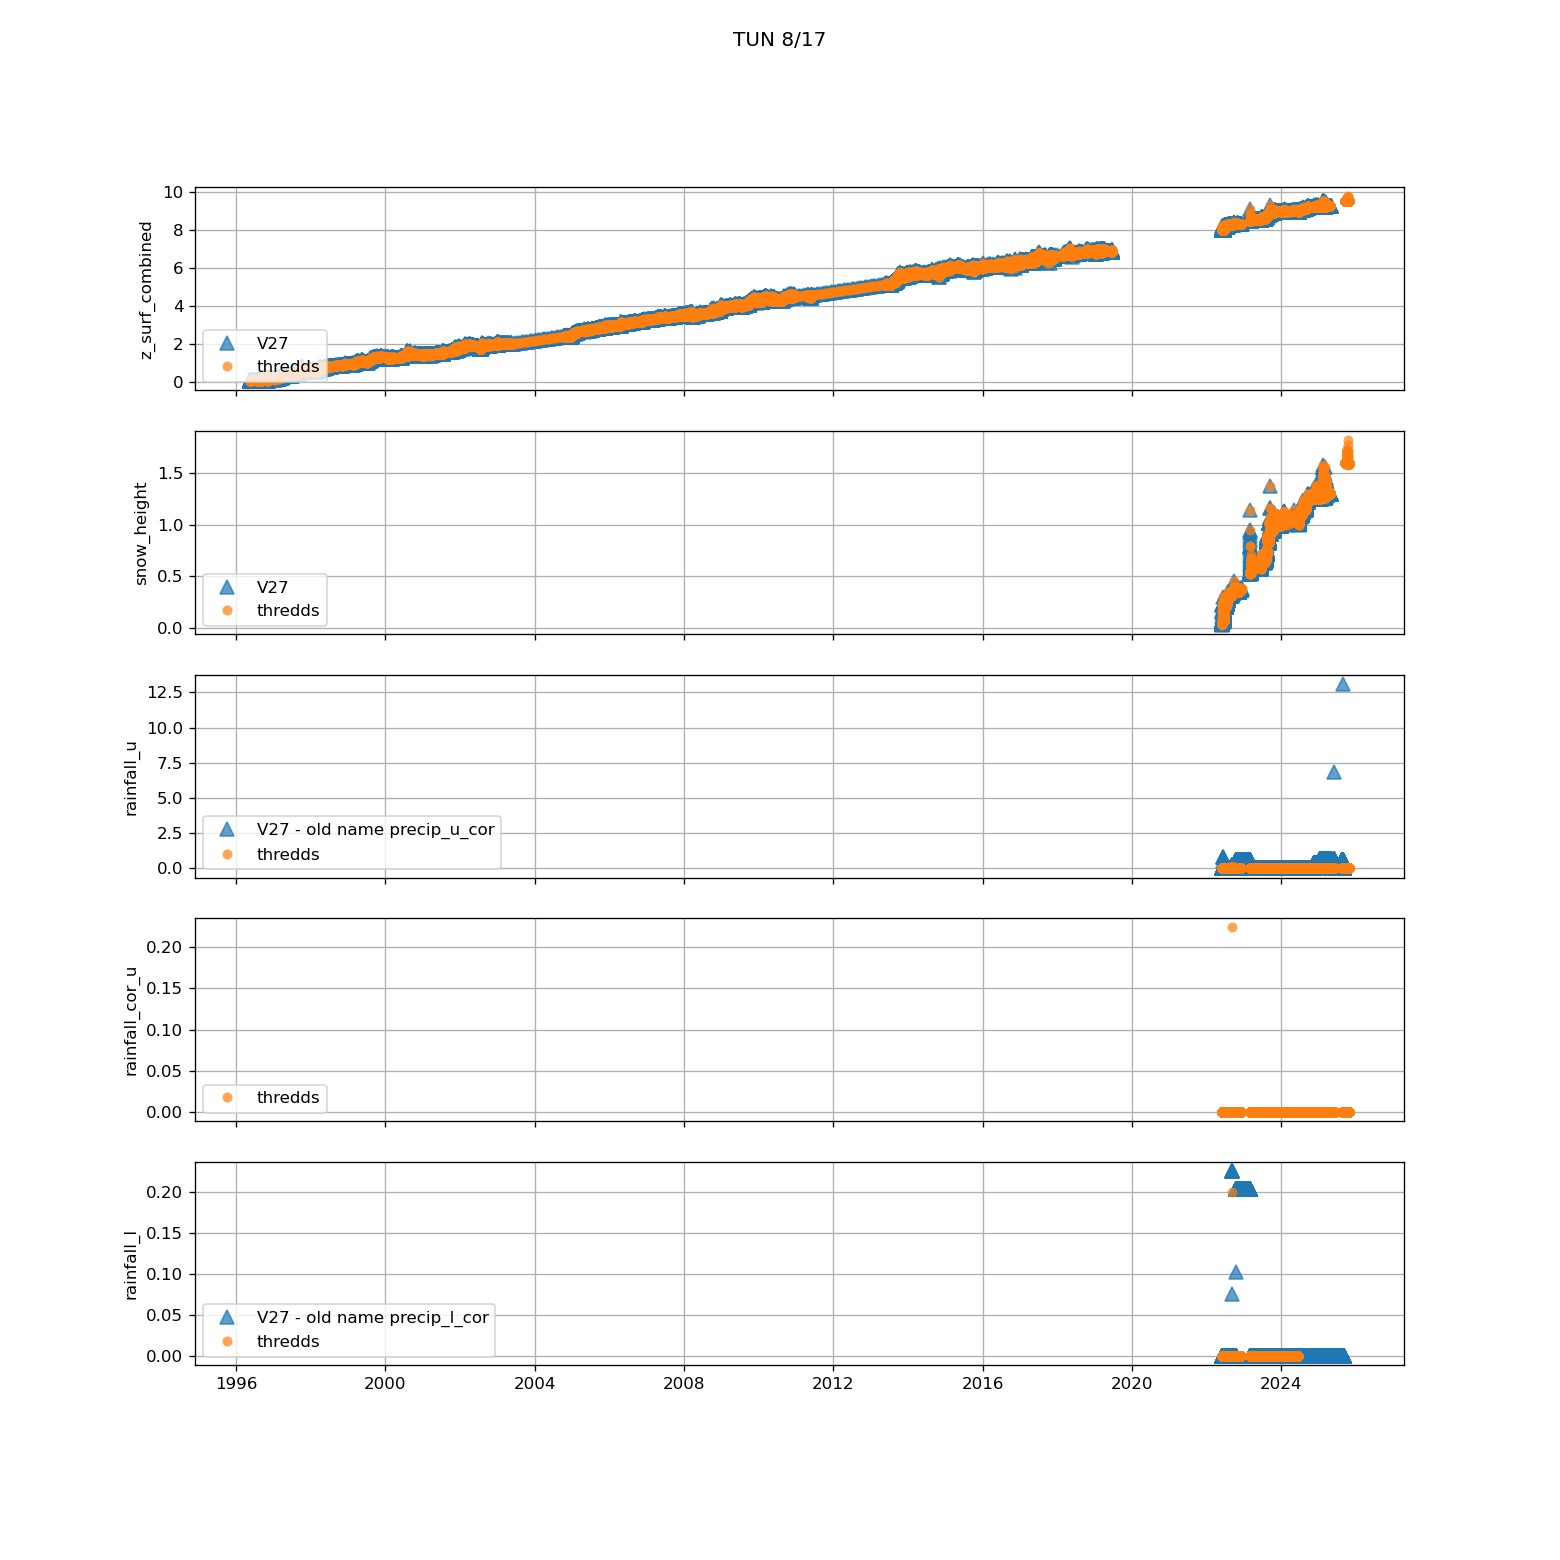 TUN 8/17
z_surf_combined
10
8
6
4
2
0
V27
thredds
snow_height
1.5
1.0
0.5
0.0
V27
thredds
rainfall_u
12.5
10.0
7.5
5.0
2.5
0.0
V27 - old name precip_u_cor
thredds
rainfall_cor_u
0.20
0.15
0.10
0.05
0.00
thredds
rainfall_l
0.20
0.15
0.10
0.05
0.00
V27 - old name precip_l_cor
thredds
1996 2000 2004 2008 2012 2016 2020 2024